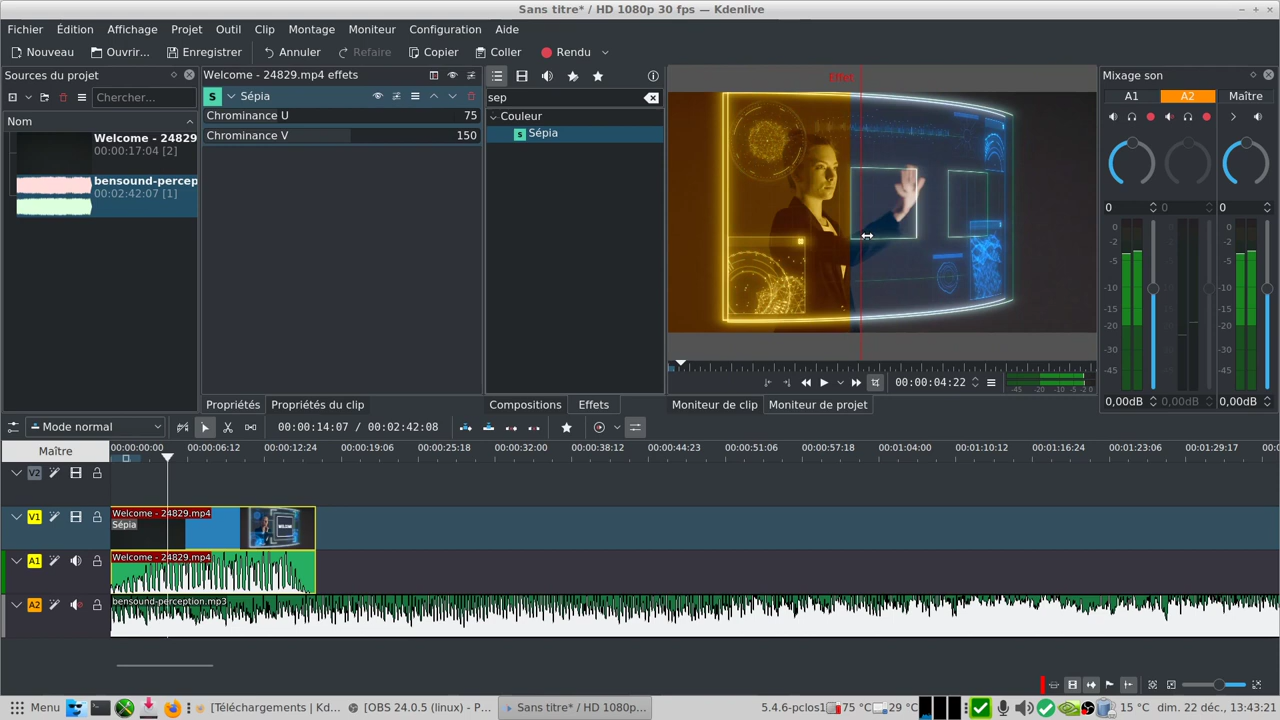 Sans titre* / HD 1080p 30 fps — Kdenlive
Fichier Édition Affichage Projet Outil Clip Montage Moniteur Configuration Aide
Nouveau Ouvrir... Enregistrer Annuler Refaire Copier Coller Rendu
Sources du projet
Chercher...
Nom
Welcome - 24829.mp4
00:00:17:04 [2]
bensound-percep
00:02:42:07 [1]
Welcome - 24829.mp4 effets
S Sépia
Chrominance U 75
Chrominance V 150
Propriétés Propriétés du clip
sep
Couleur
S Sépia
Compositions Effets
Effet
00:00:04:22
-45 -20 -10 -5 -2 0
Moniteur de clip Moniteur de projet
Mixage son
A1 A2 Maître
0 0
0 0
-5 -5
-10 -10
-15 -15
-20 -20
-30 -30
-45 -45
0,00dB 0,00dB 0,00dB
Mode normal 00:00:14:07 / 00:02:42:08
Maître
00:00:00:00 00:00:06:12 00:00:12:24 00:00:19:06 00:00:25:18 00:00:32:00 00:00:38:12 00:00:44:23 00:00:51:06 00:00:57:18 00:01:04:00 00:01:10:12 00:01:16:24 00:01:23:06 00:01:29:17 00:0
V2
V1
Welcome - 24829.mp4
Sépia
A1
Welcome - 24829.mp4
A2
bensound-perception.mp3
Menu [Téléchargements | Kd... [OBS 24.0.5 (linux) - P... Sans titre* / HD 1080p... 5.4.6-pclos1 75 °C 29 °C 15 °C dim. 22 déc., 13:43:21